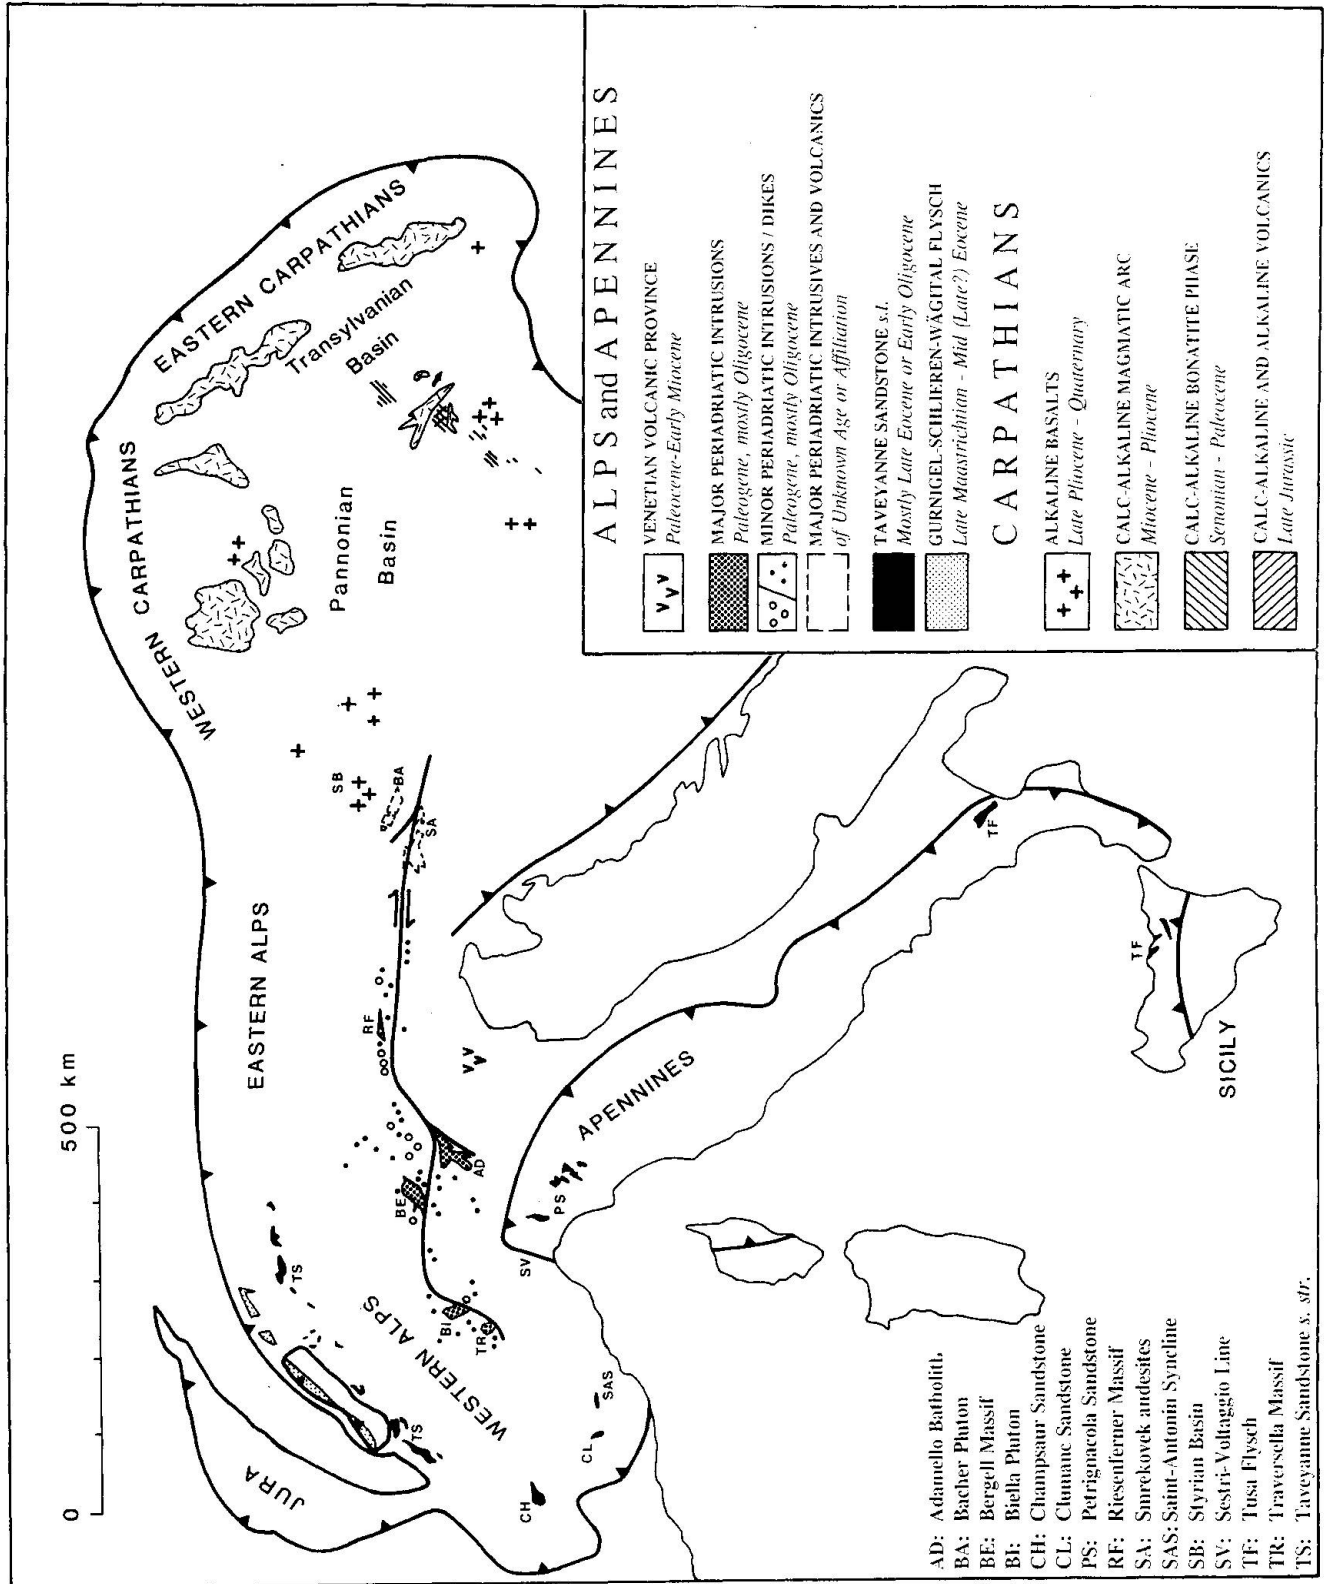 0
500 km
JURA
WESTERN ALPS
EASTERN ALPS
WESTERN CARPATHIANS
EASTERN CARPATHIANS
Transylvanian
Basin
Pannonian
Basin
APENNINES
SICILY
TS
TS
CH
CL
SAS
BI
TR
BE
AD
RF
SV
PS
SB
BA
SA
TF
TF
ALPS and APENNINES
VENETIAN VOLCANIC PROVINCE
Paleocene-Early Miocene
MAJOR PERIADRIATIC INTRUSIONS
Paleogene, mostly Oligocene
MINOR PERIADRIATIC INTRUSIONS / DIKES
Paleogene, mostly Oligocene
MAJOR PERIADRIATIC INTRUSIVES AND VOLCANICS
of Unknown Age or Affiliation
TAVEYANNE SANDSTONE s.l.
Mostly Late Eocene or Early Oligocene
GURNIGEL-SCHLIEREN-WÄGITAL FLYSCH
Late Maastrichtian - Mid (Late?) Eocene
CARPATHIANS
ALKALINE BASALTS
Late Pliocene - Quaternary
CALC-ALKALINE MAGMATIC ARC
Miocene - Pliocene
CALC-ALKALINE BONATITE PHASE
Senonian - Paleocene
CALC-ALKALINE AND ALKALINE VOLCANICS
Late Jurassic
AD: Adamello Batholith
BA: Bacher Pluton
BE: Bergell Massif
BI: Biella Pluton
CH: Champsaur Sandstone
CL: Clumanc Sandstone
PS: Petrignacola Sandstone
RF: Riesenferner Massif
SA: Smrekovek andesites
SAS: Saint-Antonin Syncline
SB: Styrian Basin
SV: Sestri-Voltaggio Line
TF: Tusa Flysch
TR: Traversella Massif
TS: Taveyanne Sandstone s. str.